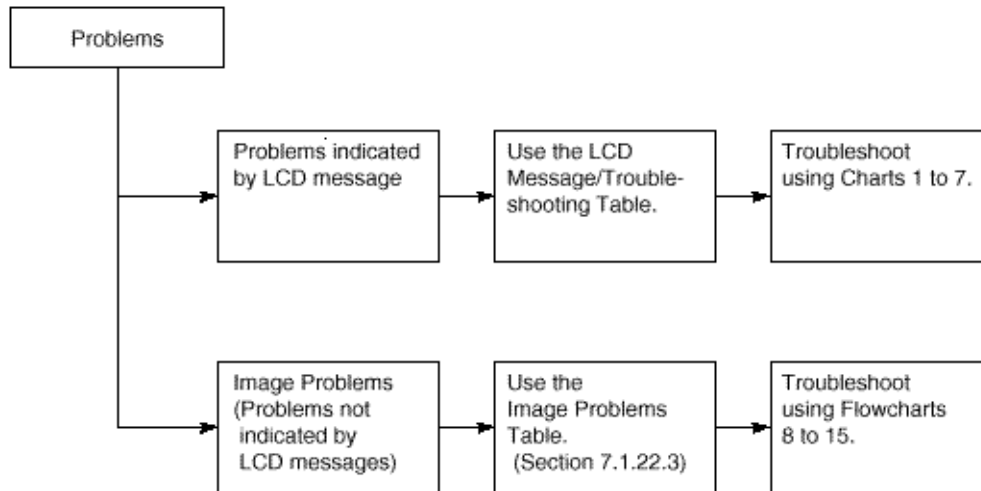 Problems
Problems indicated
by LCD message
Use the LCD
Message/Trouble-
shooting Table.
Troubleshoot
using Charts 1 to 7.
Image Problems
(Problems not
indicated by
LCD messages)
Use the
Image Problems
Table.
(Section 7.1.22.3)
Troubleshoot
using Flowcharts
8 to 15.